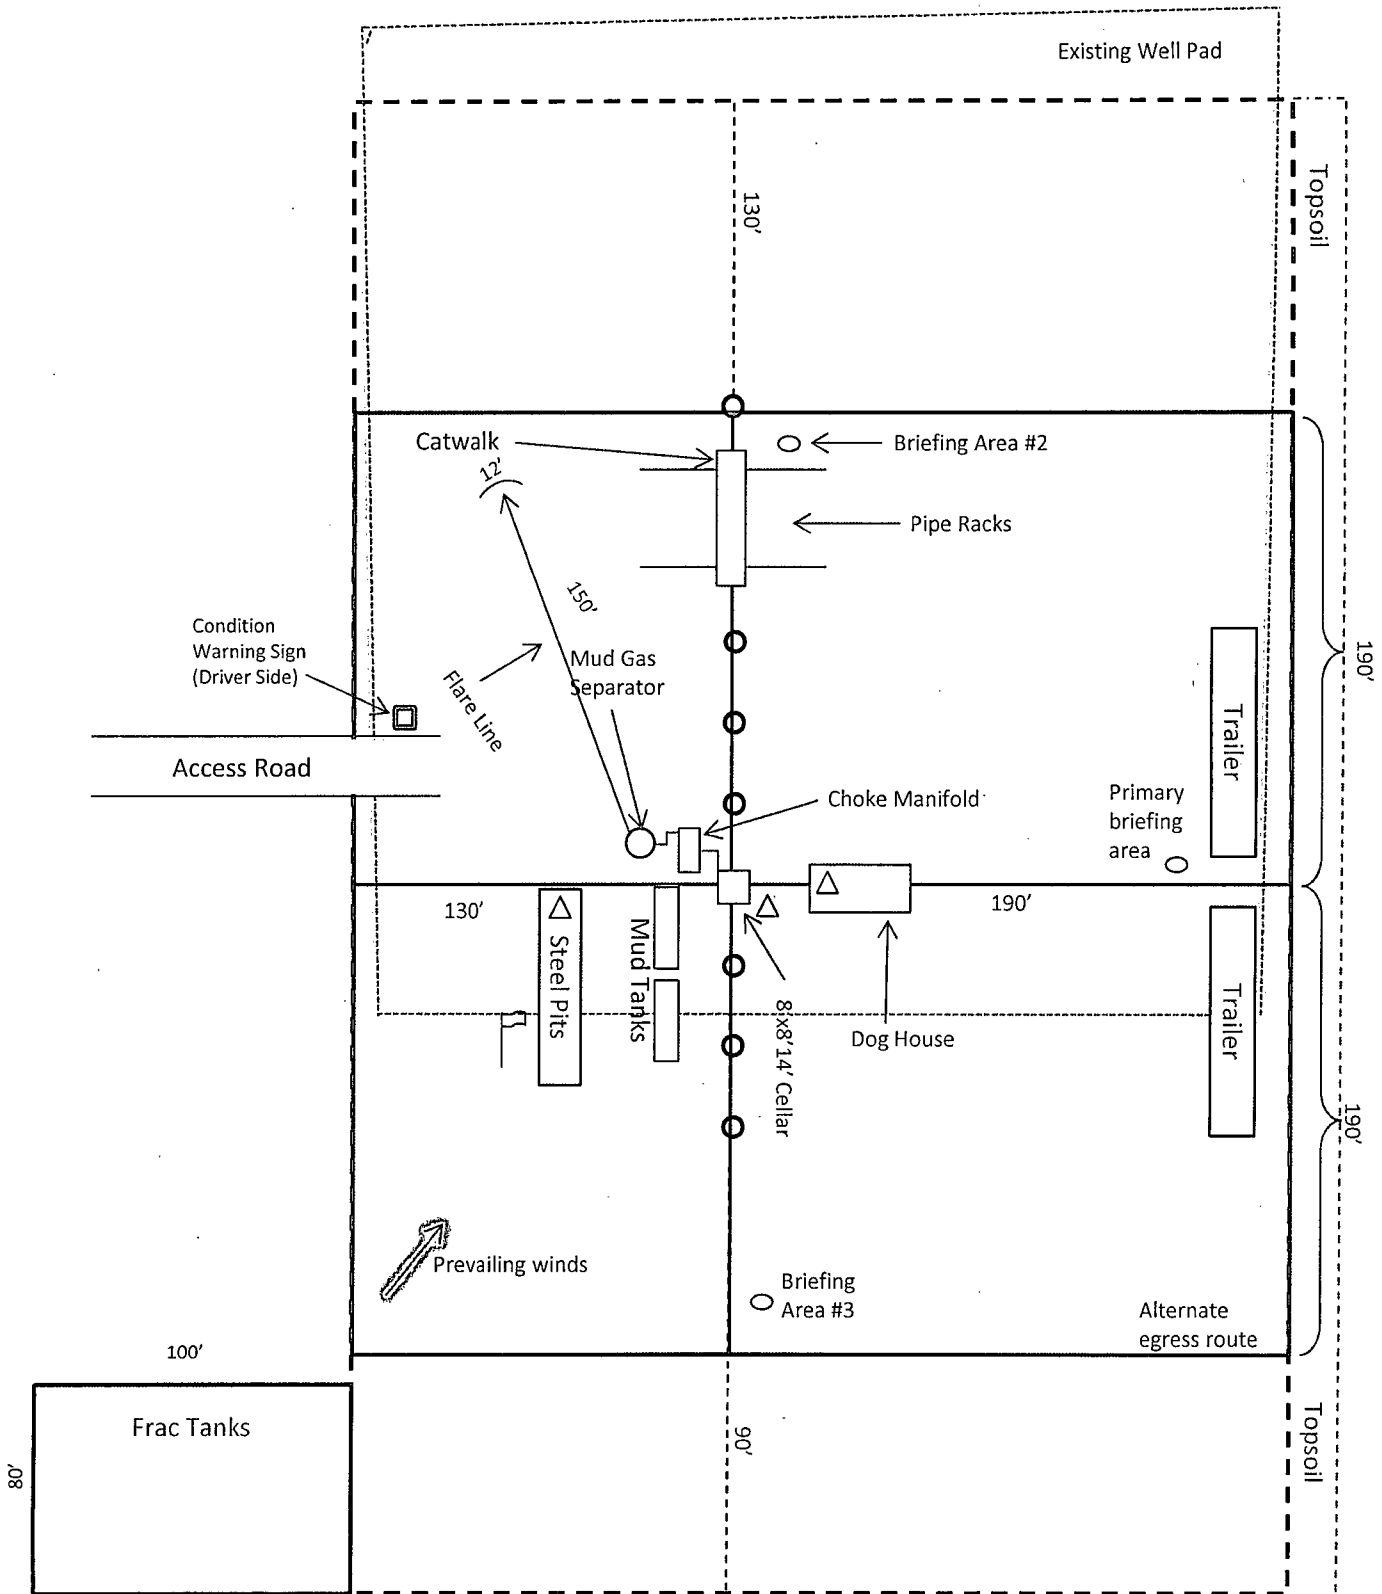 Existing Well Pad
Topsoil
130'
Catwalk
Briefing Area #2
12'
Pipe Racks
150'
Condition
Warning Sign
(Driver Side)
190'
Mud Gas
Separator
Flare Line
Trailer
Access Road
Choke Manifold
Primary
briefing
area
130'
190'
Steel Pits
Mud Tanks
8'x8'14' Cellar
Dog House
Trailer
190'
Prevailing winds
Briefing
Area #3
Alternate
egress route
100'
Frac Tanks
80'
90'
Topsoil